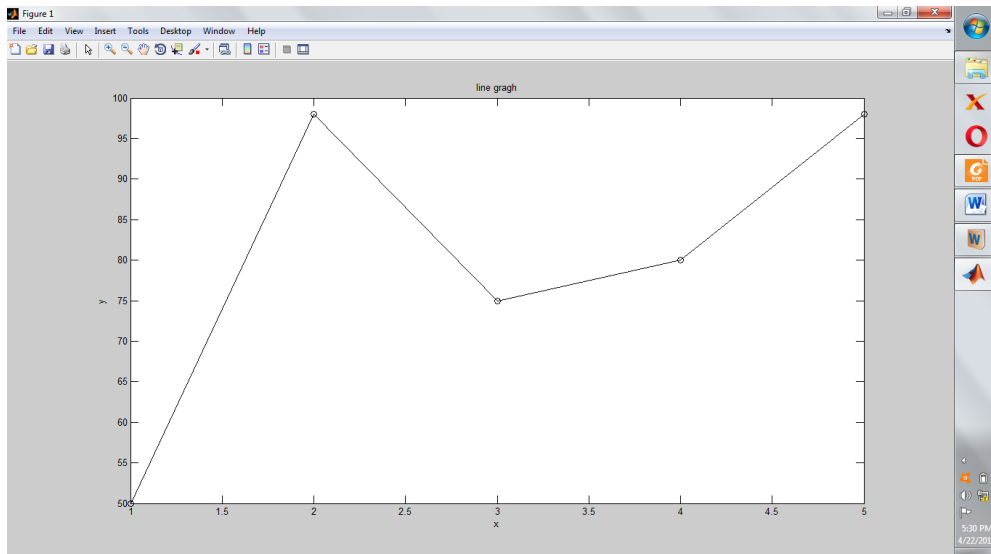 Figure 1
File Edit View Insert Tools Desktop Window Help
line gragh
100
95
90
85
80
75
70
65
60
55
50
y
1 1.5 2 2.5 3 3.5 4 4.5 5
x
G
PDF
W
W
5:30 PM
4/22/201